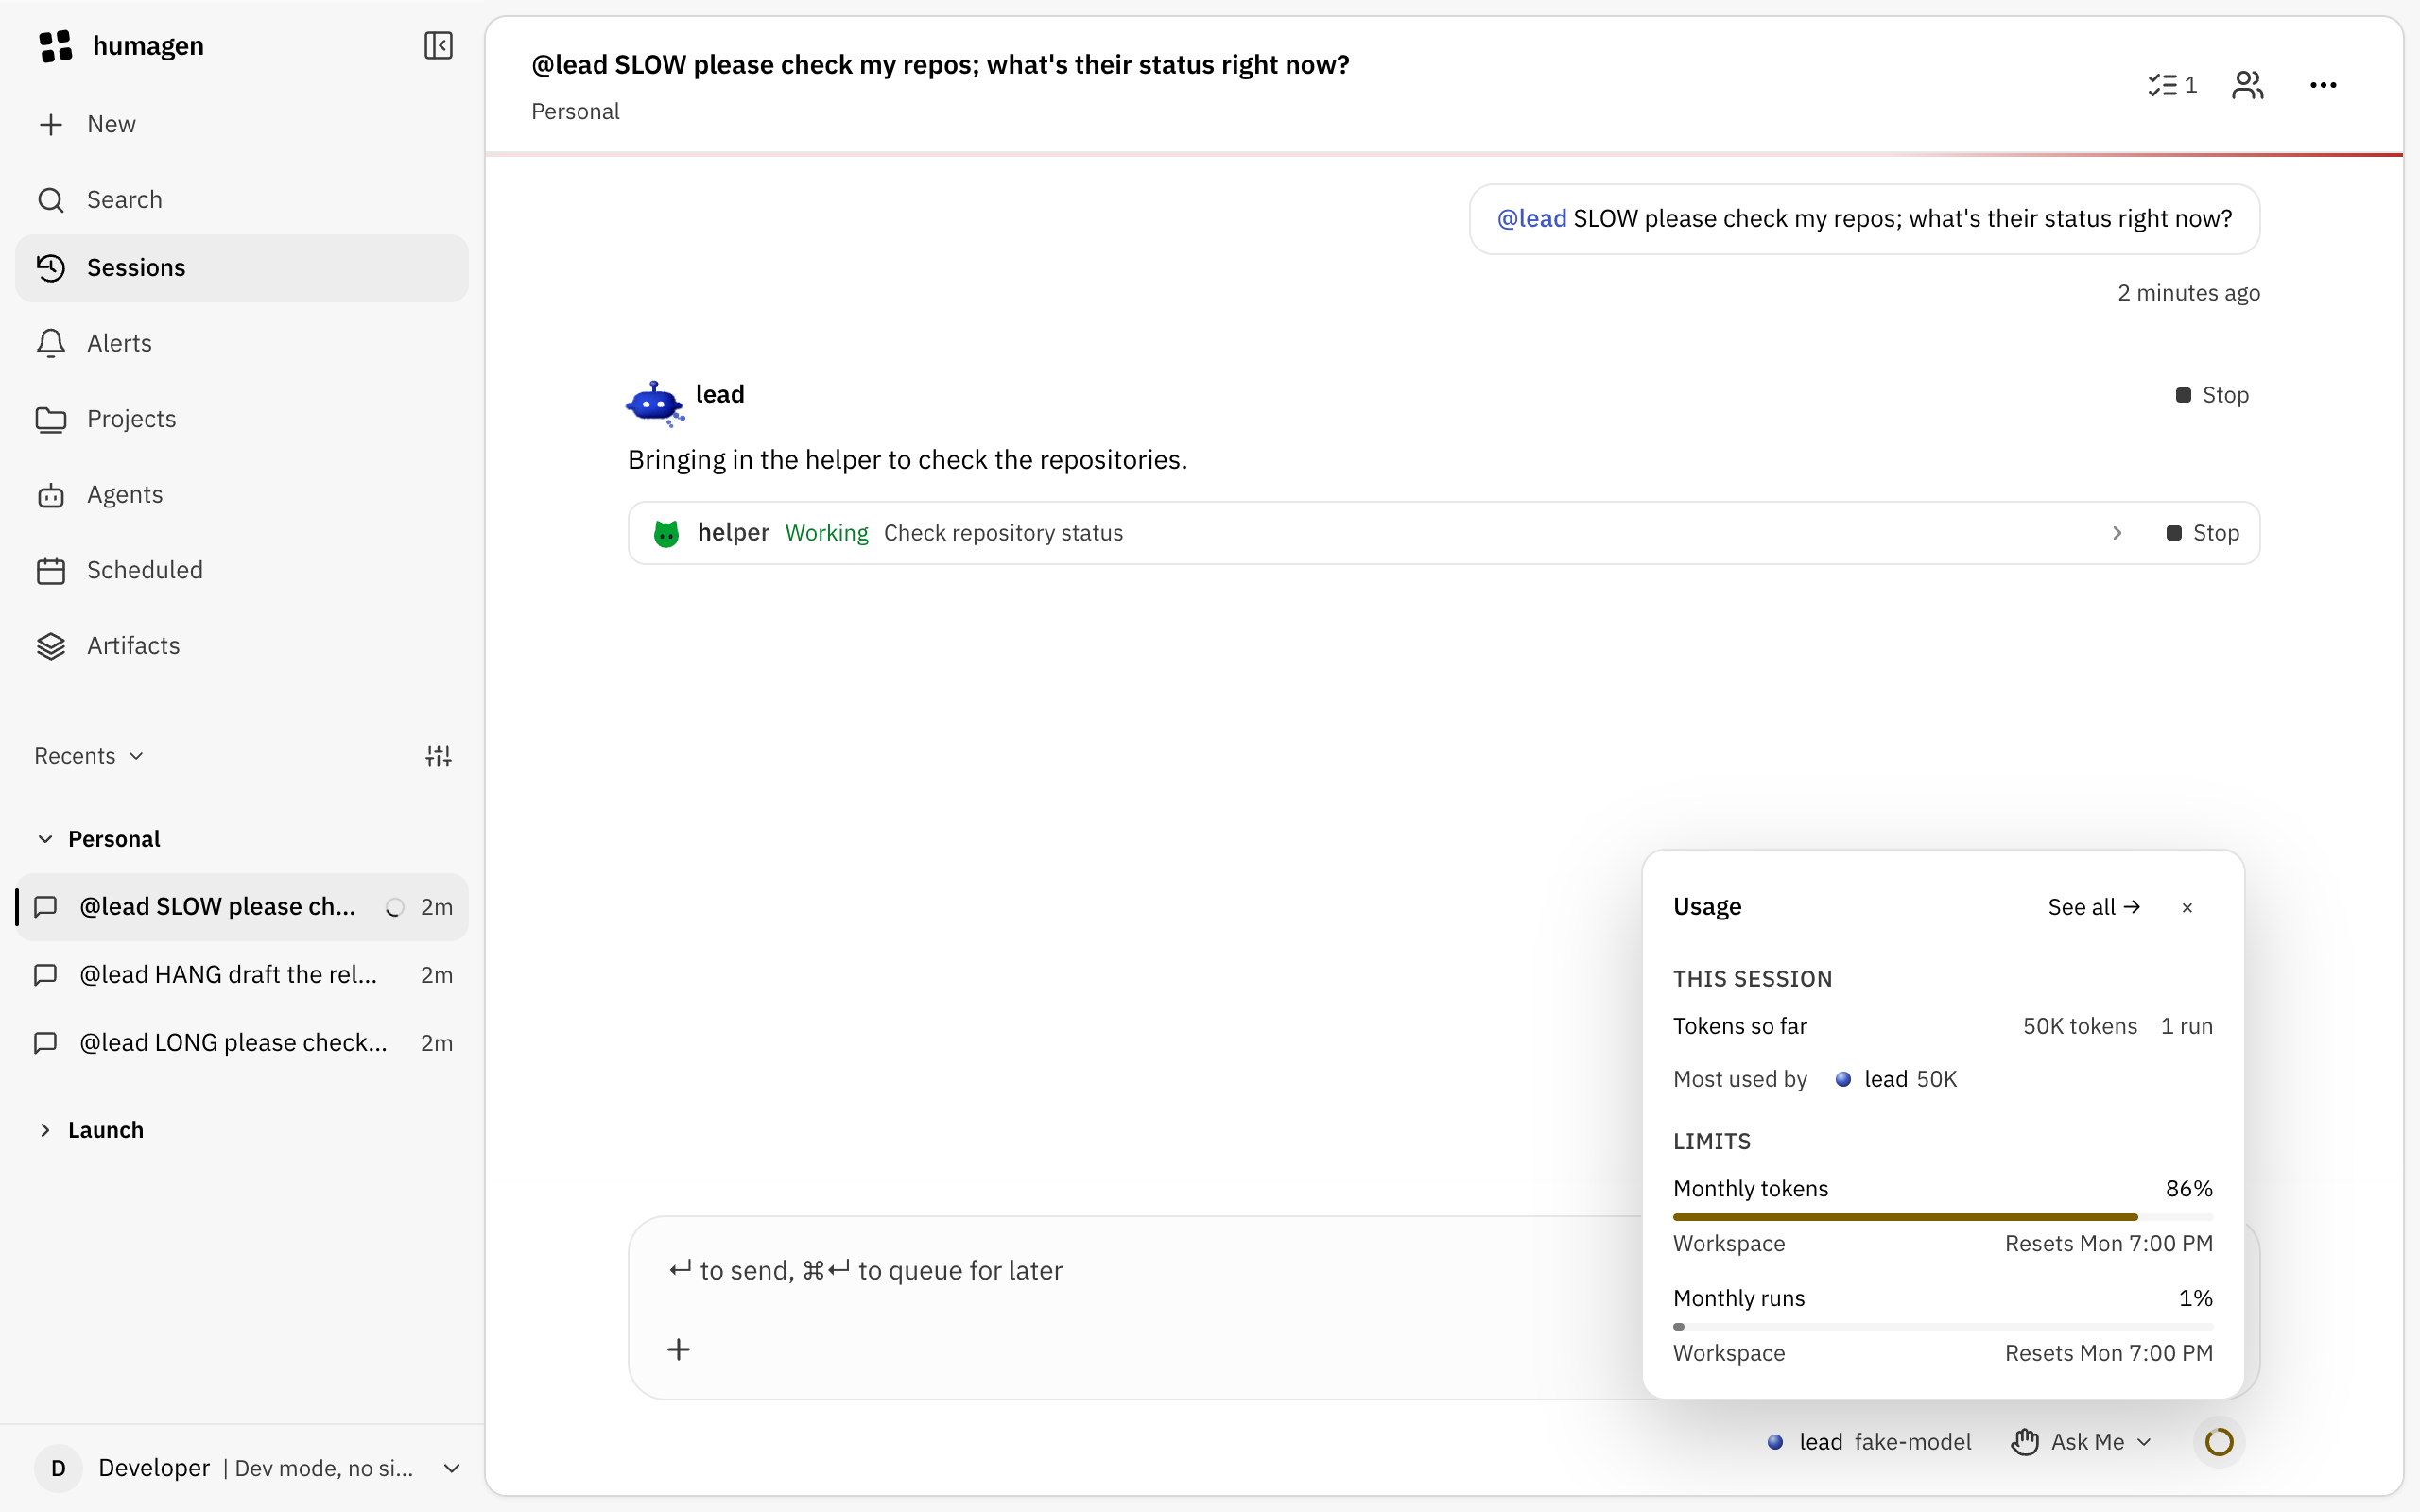 humagen
New
Search
Sessions
Alerts
Projects
Agents
Scheduled
Artifacts
Recents
Personal
@lead SLOW please ch... 2m
@lead HANG draft the rel... 2m
@lead LONG please check... 2m
Launch
D Developer | Dev mode, no si...
@lead SLOW please check my repos; what's their status right now?
Personal
1
@lead SLOW please check my repos; what's their status right now?
2 minutes ago
lead Stop
Bringing in the helper to check the repositories.
helper Working Check repository status Stop
Usage See all → ×
THIS SESSION
Tokens so far 50K tokens 1 run
Most used by lead 50K
LIMITS
Monthly tokens 86%
Workspace Resets Mon 7:00 PM
Monthly runs 1%
Workspace Resets Mon 7:00 PM
↵ to send, ⌘↵ to queue for later
lead fake-model Ask Me